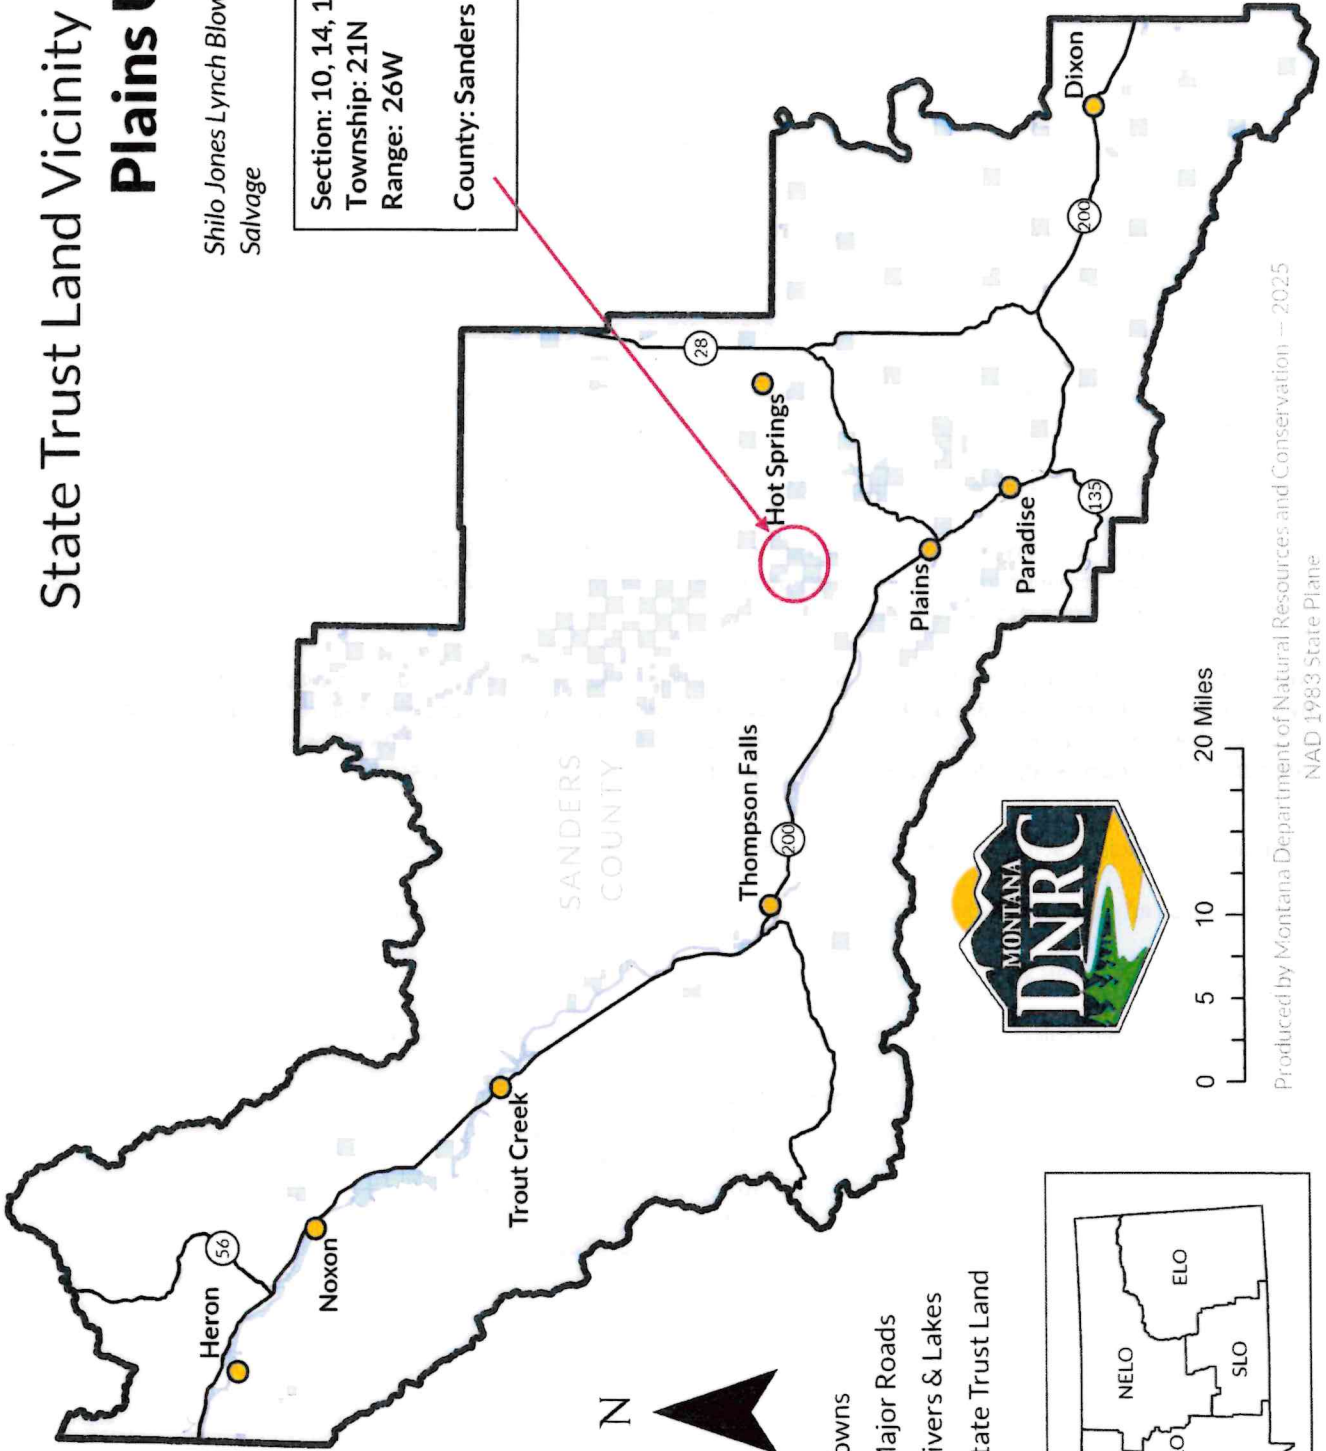 State Trust Land Vicinity
Plains
Shilo Jones Lynch Blow
Salvage
Section: 10, 14, 1
Township: 21N
Range: 26W
County: Sanders
Heron
56
Noxon
Trout Creek
SANDERS
COUNTY
Thompson Falls
200
28
Hot Springs
Plains
Paradise
135
200
Dixon
N
owns
Major Roads
ivers & Lakes
tate Trust Land
NELO
ELO
SLO
MONTANA
DNRC
0 5 10 20 Miles
Produced by Montana Department of Natural Resources and Conservation – 2025
NAD 1983 State Plane